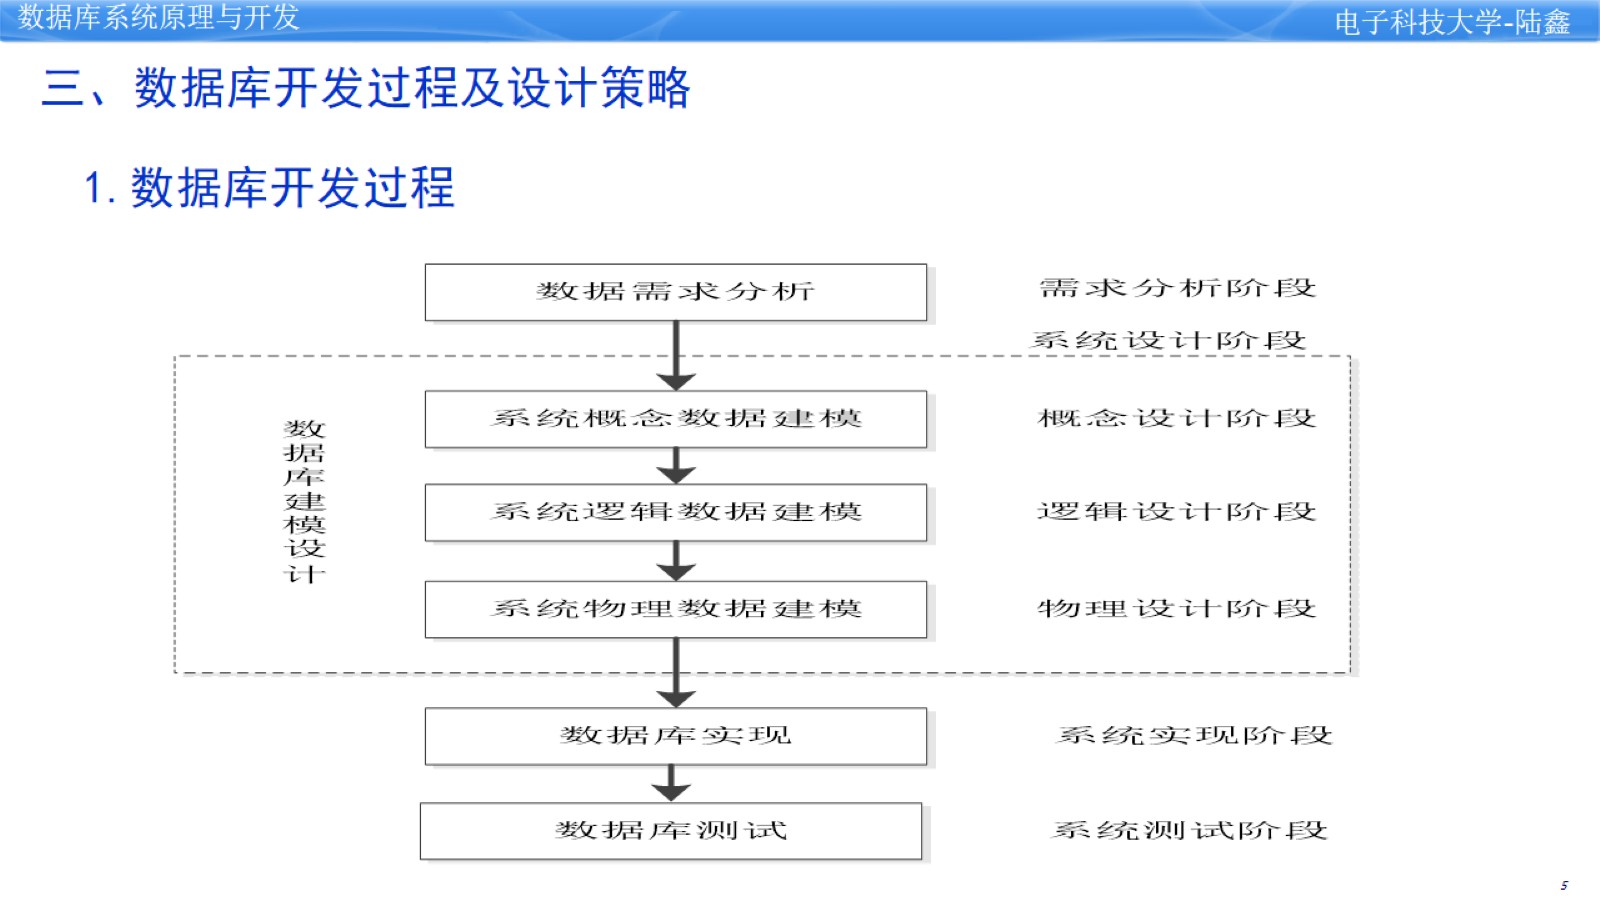 数据库系统原理与开发
电子科技大学-陆鑫
三、数据库开发过程及设计策略
1.数据库开发过程
数据需求分析
需求分析阶段
系统设计阶段
数据库建模设计
系统概念数据建模
概念设计阶段
系统逻辑数据建模
逻辑设计阶段
系统物理数据建模
物理设计阶段
数据库实现
系统实现阶段
数据库测试
系统测试阶段
5